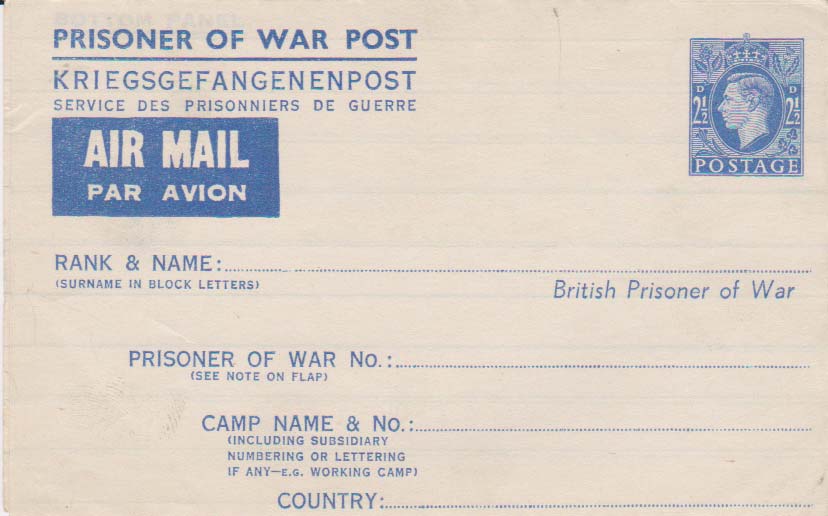 BOTTOM PANEL
PRISONER OF WAR POST
KRIEGSGEFANGENENPOST
SERVICE DES PRISONNIERS DE GUERRE
AIR MAIL
PAR AVION
D D
2½ 2½
POSTAGE
RANK & NAME:
(SURNAME IN BLOCK LETTERS)
British Prisoner of War
PRISONER OF WAR No.:
(SEE NOTE ON FLAP)
CAMP NAME & No.:
(INCLUDING SUBSIDIARY
NUMBERING OR LETTERING
IF ANY—E.G. WORKING CAMP)
COUNTRY: